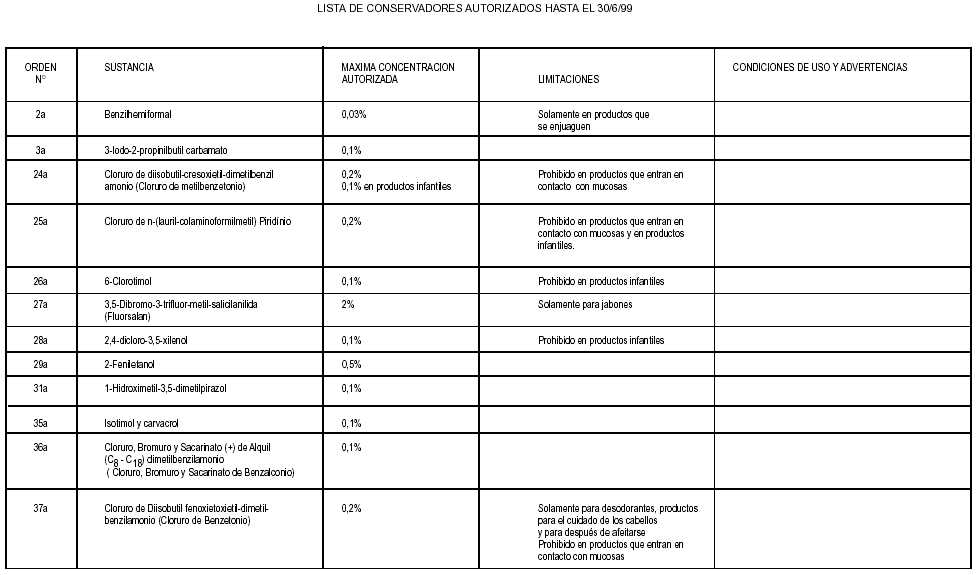 LISTA DE CONSERVADORES AUTORIZADOS HASTA EL 30/6/99
ORDEN
N°
SUSTANCIA
MAXIMA CONCENTRACION
AUTORIZADA
LIMITACIONES
CONDICIONES DE USO Y ADVERTENCIAS
2a
Benzilhemiformal
0,03%
Solamente en productos que
se enjuaguen
3a
3-Iodo-2-propinilbutil carbamato
0,1%
24a
Cloruro de diisobutil-cresoxietil-dimetilbenzil
amonio (Cloruro de metilbenzetonio)
0,2%
0,1% en productos infantiles
Prohibido en productos que entran en
contacto con mucosas
25a
Cloruro de n-(lauril-colaminoformilmetil) Piridínio
0,2%
Prohibido en productos que entran en
contacto con mucosas y en productos
infantiles.
26a
6-Clorotimol
0,1%
Prohibido en productos infantiles
27a
3,5-Dibromo-3-trifluor-metil-salicilanilida
(Fluorsalan)
2%
Solamente para jabones
28a
2,4-dicloro-3,5-xilenol
0,1%
Prohibido en productos infantiles
29a
2-Feniletanol
0,5%
31a
1-Hidroximetil-3,5-dimetilpirazol
0,1%
35a
Isotimol y carvacrol
0,1%
36a
Cloruro, Bromuro y Sacarinato (+) de Alquil
(C8 - C18) dimetilbenzilamonio
( Cloruro, Bromuro y Sacarinato de Benzalconio)
0,1%
37a
Cloruro de Diisobutil fenoxietoxietil-dimetil-
benzilamonio (Cloruro de Benzetonio)
0,2%
Solamente para desodorantes, productos
para el cuidado de los cabellos
y para después de afeitarse
Prohibido en productos que entran en
contacto con mucosas